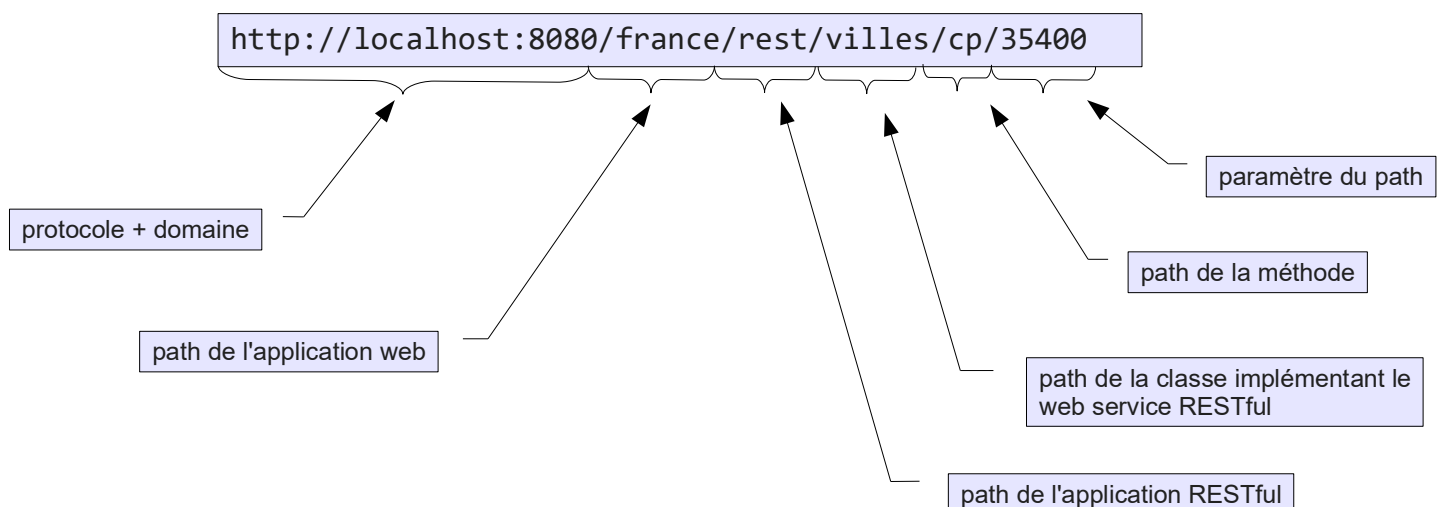 http://localhost:8080/france/rest/villes/cp/35400
paramètre du path
protocole + domaine
path de la méthode
path de l'application web
path de la classe implémentant le
web service RESTful
path de l'application RESTful